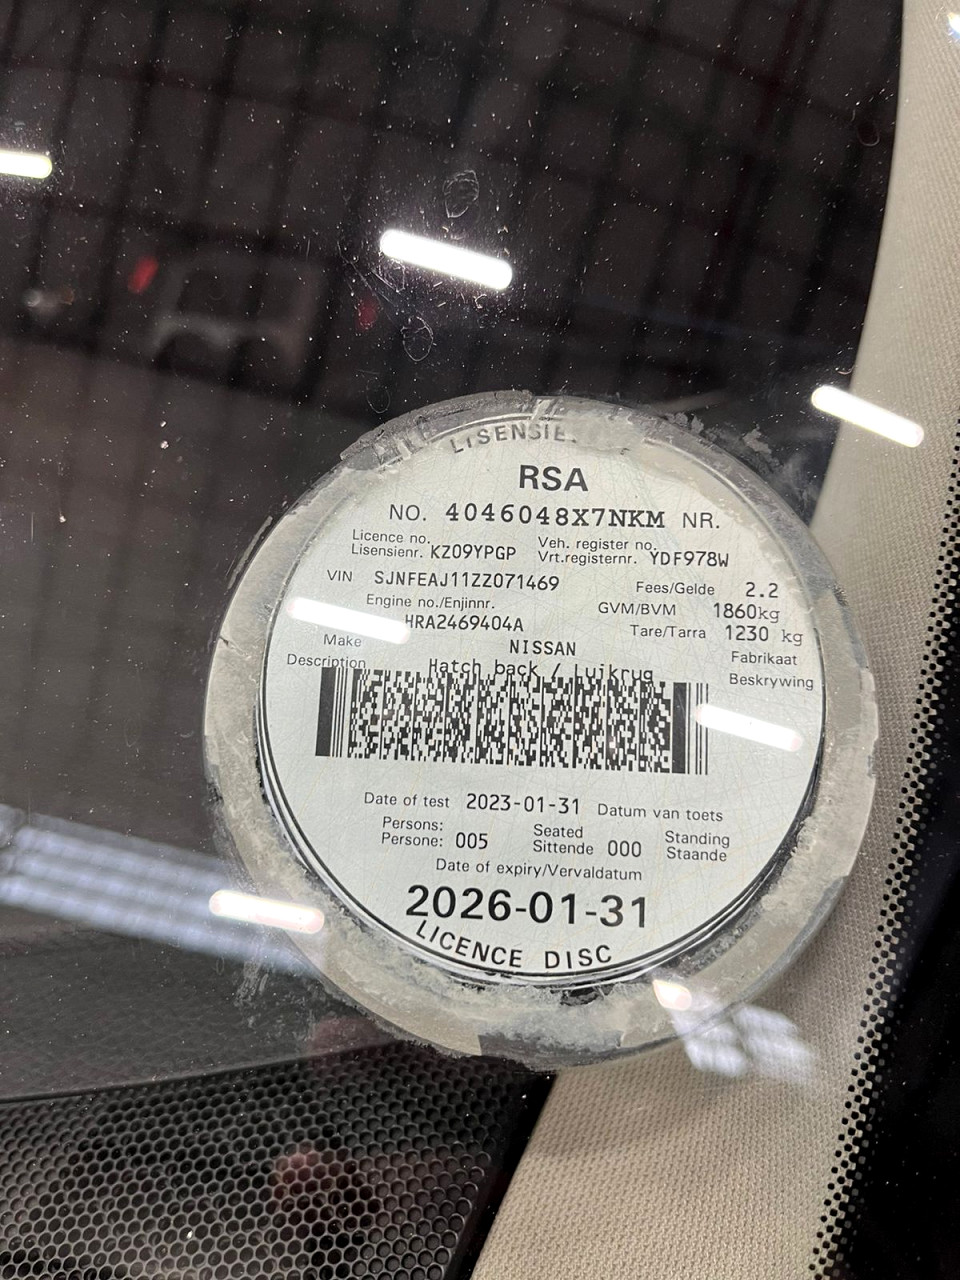 LISENSIE
RSA
NO. 4046048X7NKM NR.
Licence no. Veh. register no.
Lisensienr. KZ09YPGP Vrt.registernr. YDF978W
VIN SJNFEAJ11ZZ071469 Fees/Gelde 2.2
Engine no./Enjinnr. GVM/BVM 1860kg
HRA2469404A Tare/Tarra 1230 kg
Make NISSAN Fabrikaat
Description Hatch back / Luikrug Beskrywing
Date of test 2023-01-31 Datum van toets
Persons: Seated Standing
Persone: 005 Sittende 000 Staande
Date of expiry/Vervaldatum
2026-01-31
LICENCE DISC